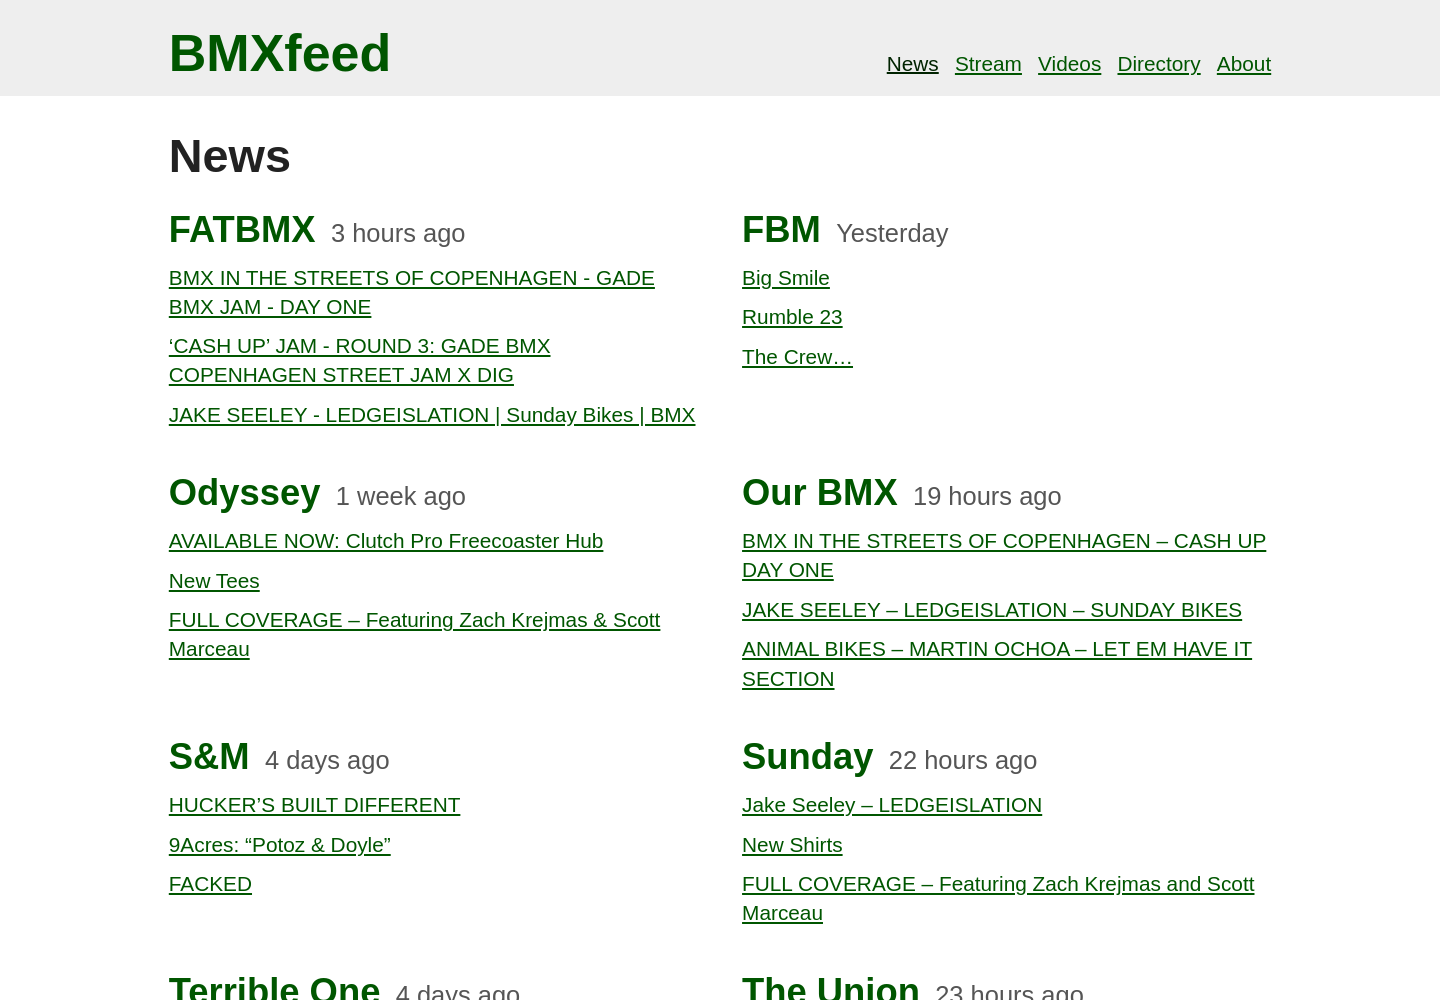 BMXfeed
News Stream Videos Directory About
News
FATBMX 3 hours ago
BMX IN THE STREETS OF COPENHAGEN - GADE
BMX JAM - DAY ONE
‘CASH UP’ JAM - ROUND 3: GADE BMX
COPENHAGEN STREET JAM X DIG
JAKE SEELEY - LEDGEISLATION | Sunday Bikes | BMX
FBM Yesterday
Big Smile
Rumble 23
The Crew…
Odyssey 1 week ago
AVAILABLE NOW: Clutch Pro Freecoaster Hub
New Tees
FULL COVERAGE – Featuring Zach Krejmas & Scott
Marceau
Our BMX 19 hours ago
BMX IN THE STREETS OF COPENHAGEN – CASH UP
DAY ONE
JAKE SEELEY – LEDGEISLATION – SUNDAY BIKES
ANIMAL BIKES – MARTIN OCHOA – LET EM HAVE IT
SECTION
S&M 4 days ago
HUCKER’S BUILT DIFFERENT
9Acres: “Potoz & Doyle”
FACKED
Sunday 22 hours ago
Jake Seeley – LEDGEISLATION
New Shirts
FULL COVERAGE – Featuring Zach Krejmas and Scott
Marceau
Terrible One 4 days ago
The Union 23 hours ago